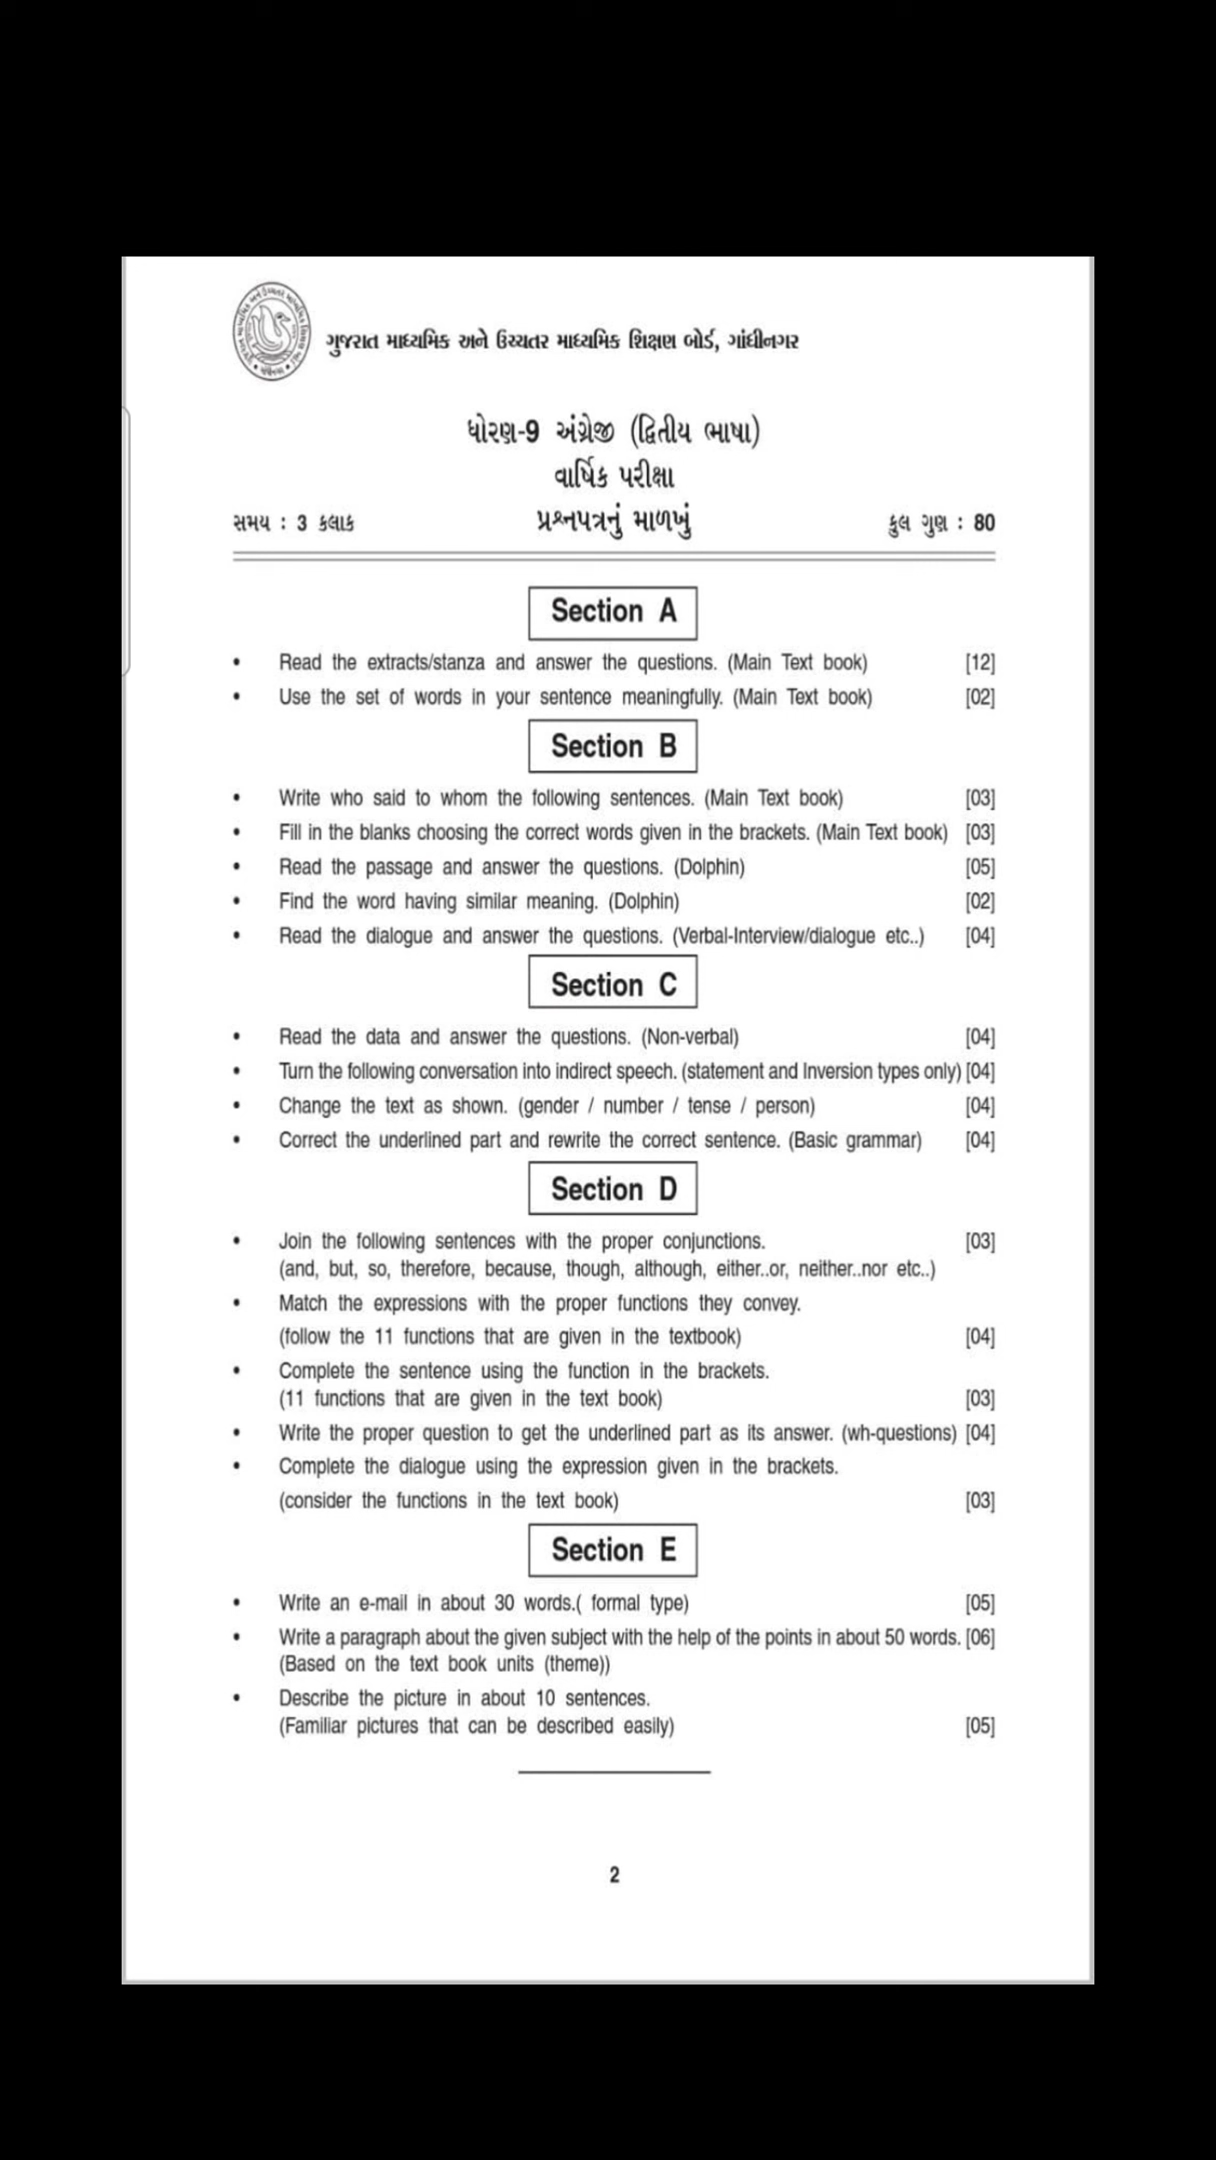 ગુજરાત માધ્યમિક અને ઉચ્ચતર માધ્યમિક શિક્ષણ બોર્ડ, ગાંધીનગર
ધોરણ-9 અંગ્રેજી (દ્વિતીય ભાષા)
વાર્ષિક પરીક્ષા
સમય : 3 કલાક પ્રશ્નપત્રનું માળખું કુલ ગુણ : 80
Section A
• Read the extracts/stanza and answer the questions. (Main Text book) [12]
• Use the set of words in your sentence meaningfully. (Main Text book) [02]
Section B
• Write who said to whom the following sentences. (Main Text book) [03]
• Fill in the blanks choosing the correct words given in the brackets. (Main Text book) [03]
• Read the passage and answer the questions. (Dolphin) [05]
• Find the word having similar meaning. (Dolphin) [02]
• Read the dialogue and answer the questions. (Verbal-Interview/dialogue etc..) [04]
Section C
• Read the data and answer the questions. (Non-verbal) [04]
• Turn the following conversation into indirect speech. (statement and Inversion types only) [04]
• Change the text as shown. (gender / number / tense / person) [04]
• Correct the underlined part and rewrite the correct sentence. (Basic grammar) [04]
Section D
• Join the following sentences with the proper conjunctions. [03]
(and, but, so, therefore, because, though, although, either..or, neither..nor etc..)
• Match the expressions with the proper functions they convey.
(follow the 11 functions that are given in the textbook) [04]
• Complete the sentence using the function in the brackets.
(11 functions that are given in the text book) [03]
• Write the proper question to get the underlined part as its answer. (wh-questions) [04]
• Complete the dialogue using the expression given in the brackets.
(consider the functions in the text book) [03]
Section E
• Write an e-mail in about 30 words.( formal type) [05]
• Write a paragraph about the given subject with the help of the points in about 50 words. [06]
(Based on the text book units (theme))
• Describe the picture in about 10 sentences.
(Familiar pictures that can be described easily) [05]
2